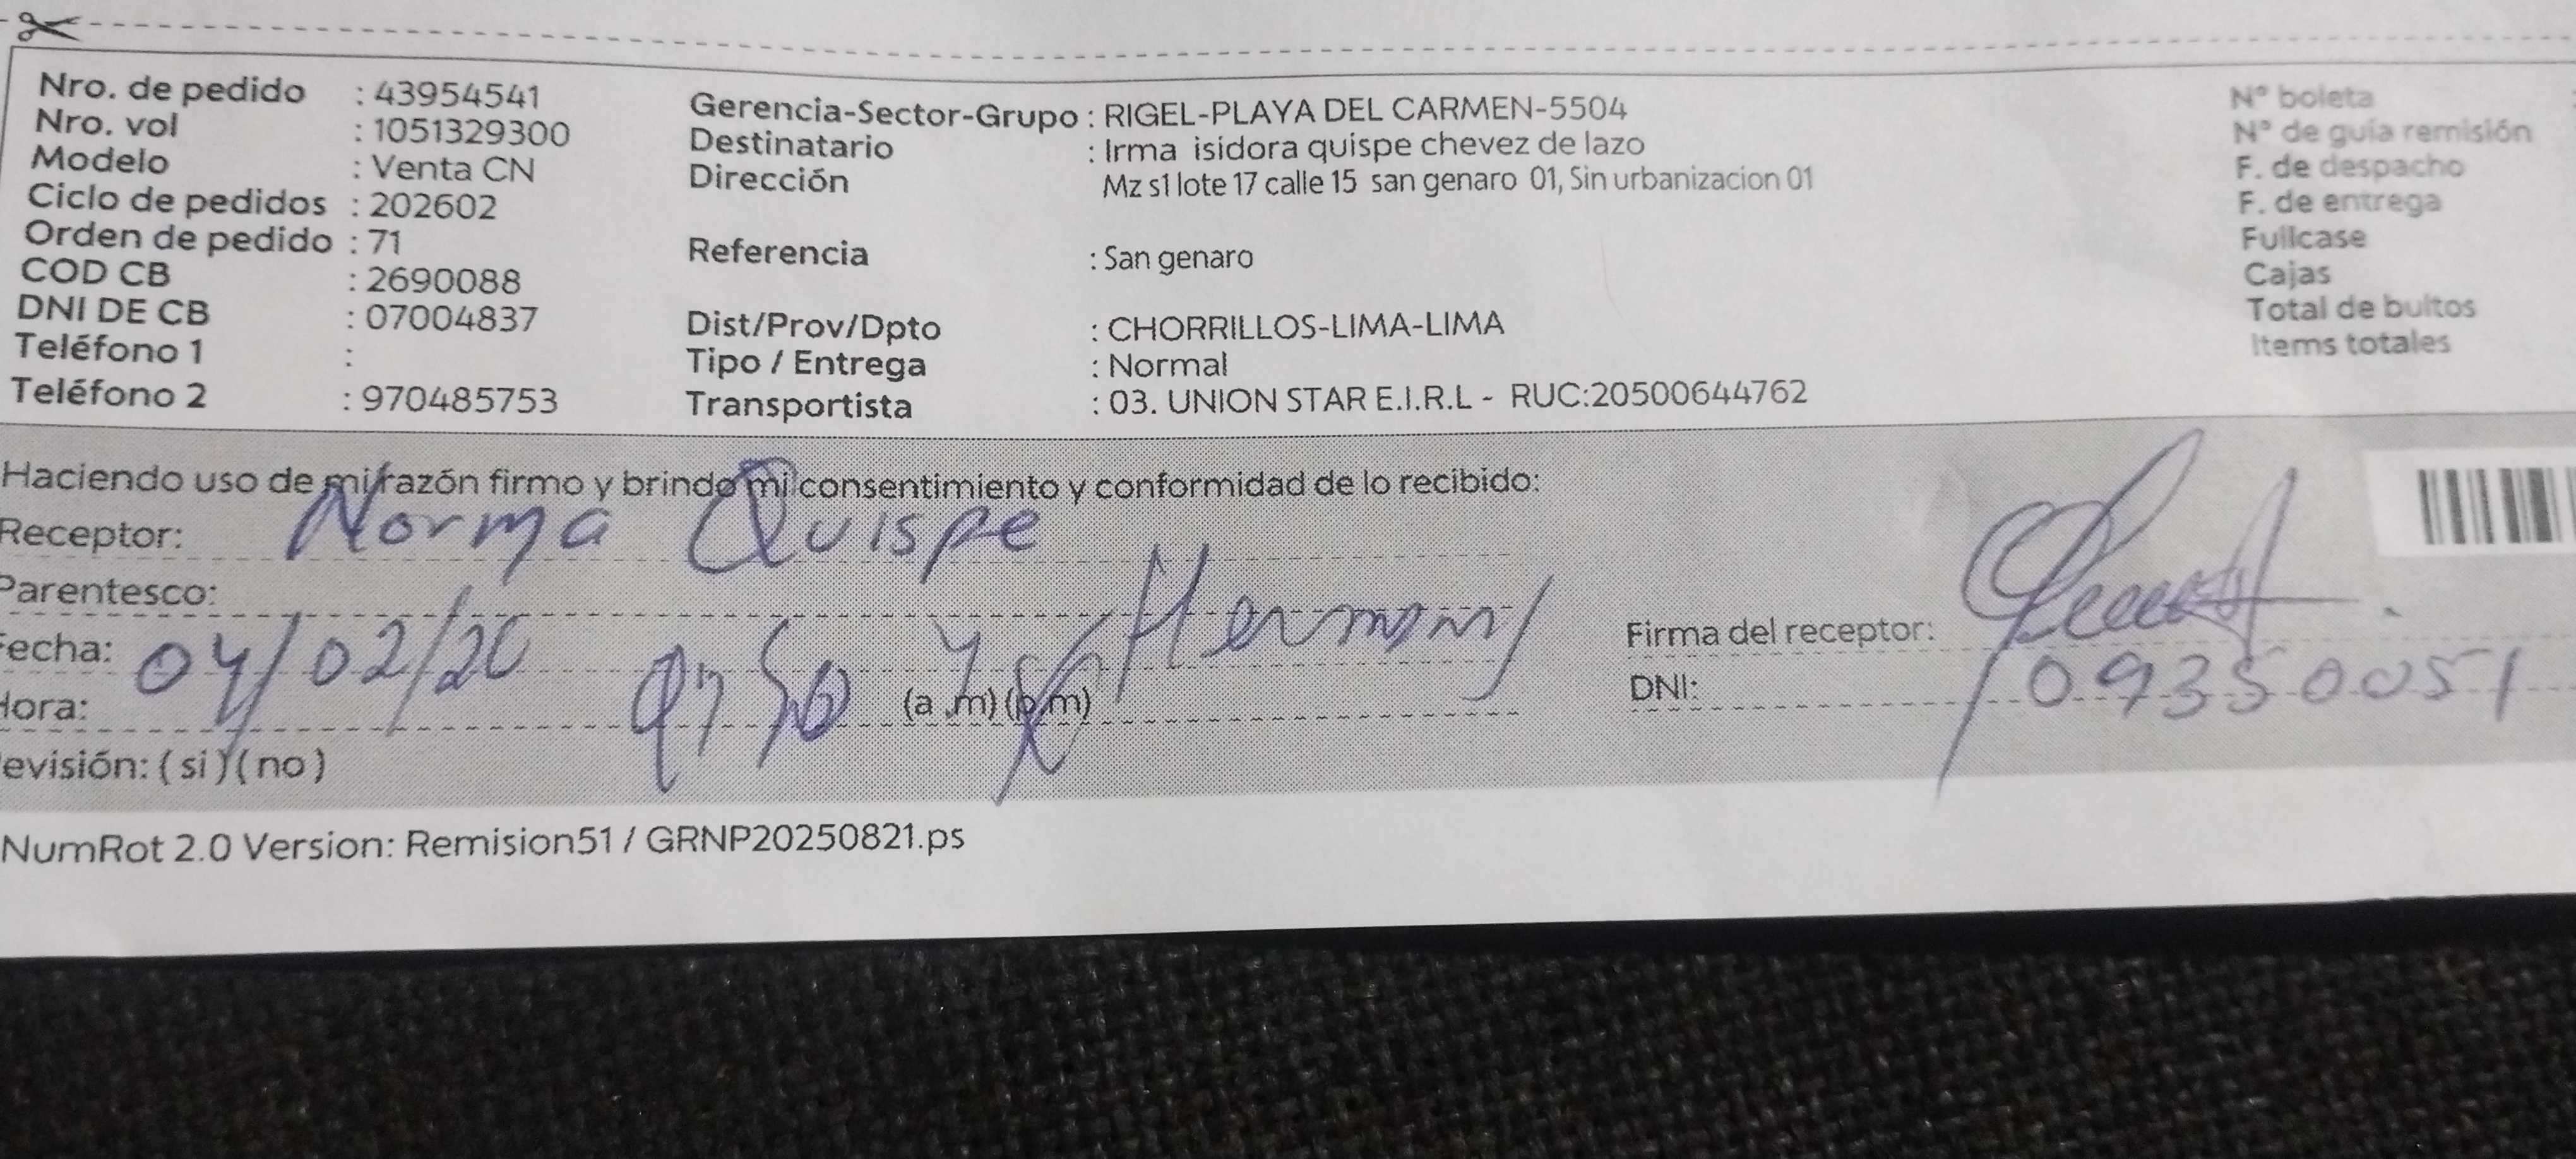 Nro. de pedido : 43954541
Nro. vol : 1051329300
Modelo : Venta CN
Ciclo de pedidos : 202602
Orden de pedido : 71
COD CB : 2690088
DNI DE CB : 07004837
Teléfono 1 :
Teléfono 2 : 970485753
Gerencia-Sector-Grupo : RIGEL-PLAYA DEL CARMEN-5504
Destinatario : Irma isidora quispe chevez de lazo
Dirección Mz s1 lote 17 calle 15 san genaro 01, Sin urbanizacion 01
Referencia : San genaro
Dist/Prov/Dpto : CHORRILLOS-LIMA-LIMA
Tipo / Entrega : Normal
Transportista : 03. UNION STAR E.I.R.L - RUC:20500644762
N° boleta
N° de guía remisión
F. de despacho
F. de entrega
Fullcase
Cajas
Total de bultos
Items totales
Haciendo uso de mi razón firmo y brindo mi consentimiento y conformidad de lo recibido:
Receptor: Norma Quispe
Parentesco:
Fecha: 04/02/20
Hora: (a .m) (p.m)
Firma del receptor:
DNI: 09350051
evisión: ( si ) ( no )
NumRot 2.0 Version: Remision51 / GRNP20250821.ps